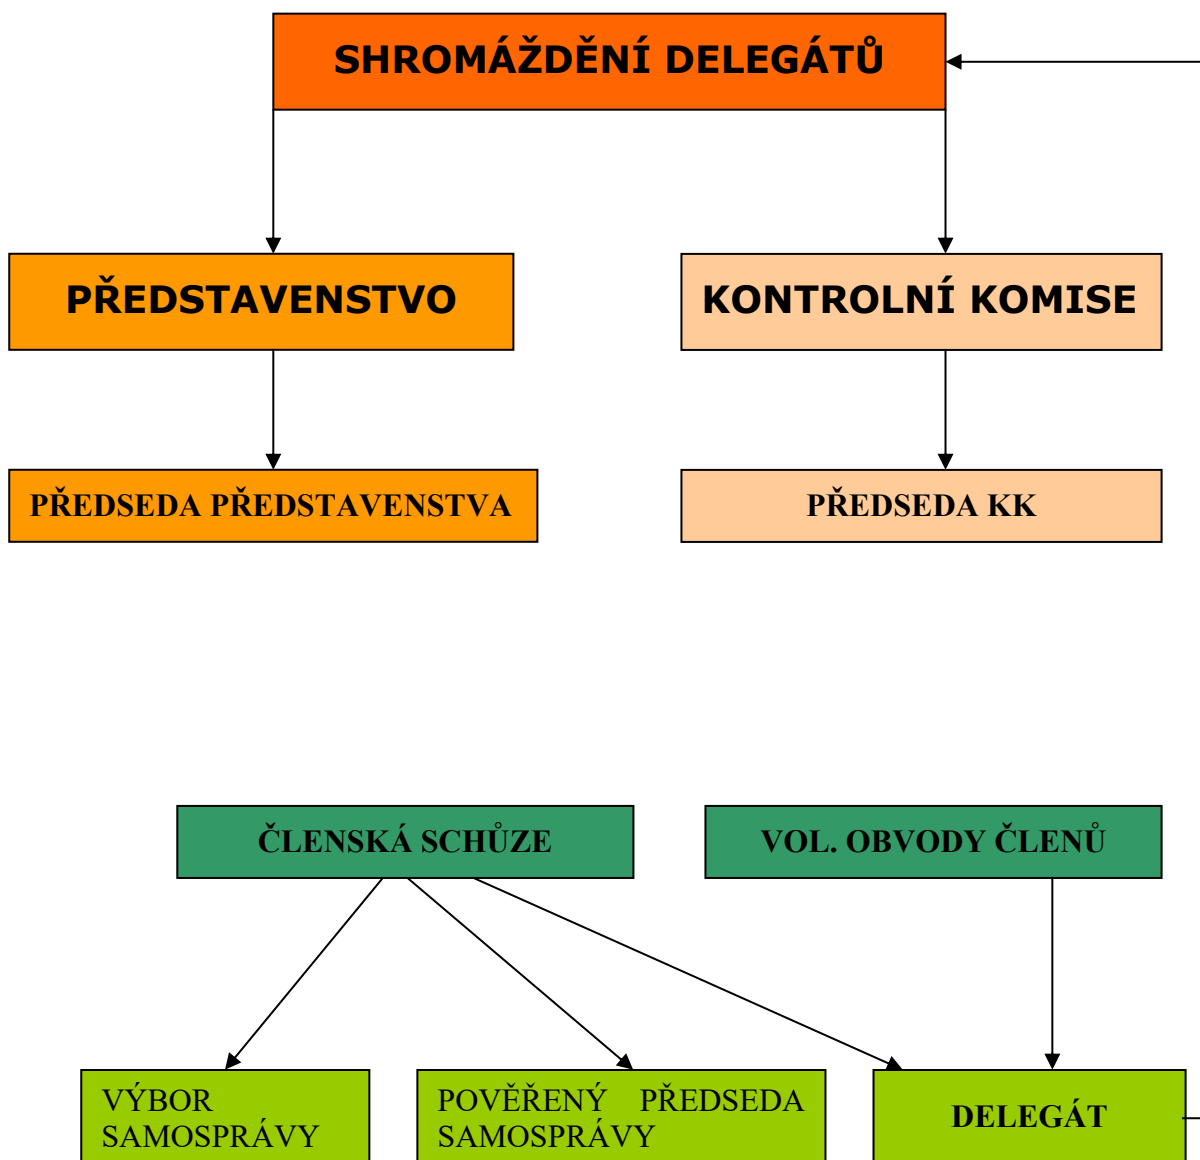 SHROMÁŽDĚNÍ DELEGÁTŮ
PŘEDSTAVENSTVO
KONTROLNÍ KOMISE
PŘEDSEDA PŘEDSTAVENSTVA
PŘEDSEDA KK
ČLENSKÁ SCHŮZE
VOL. OBVODY ČLENŮ
VÝBOR
SAMOSPRÁVY
POVĚŘENÝ PŘEDSEDA
SAMOSPRÁVY
DELEGÁT